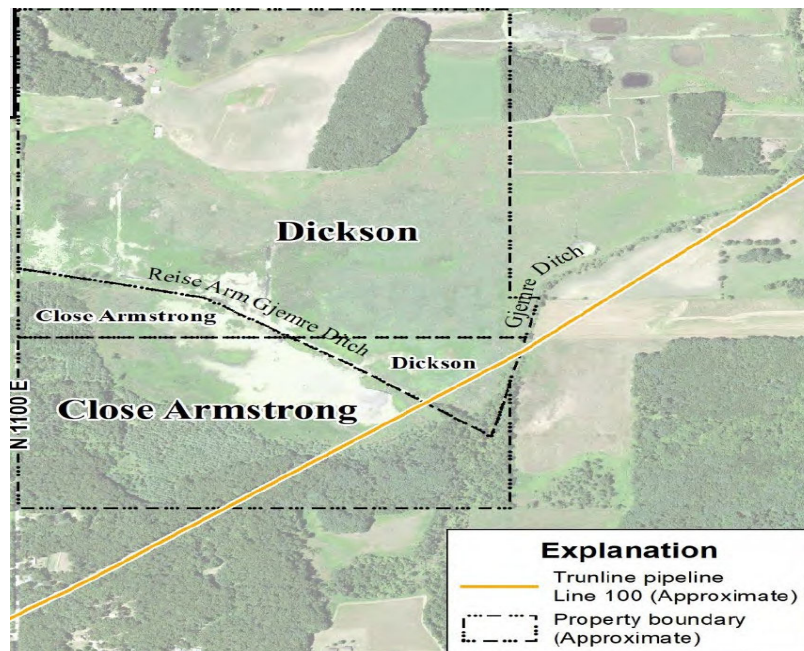 Dickson
Gjemre Ditch
Reise Arm Gjemre Ditch
Close Armstrong
Dickson
Close Armstrong
N 1100 E
Explanation
Trunline pipeline
Line 100 (Approximate)
Property boundary
(Approximate)